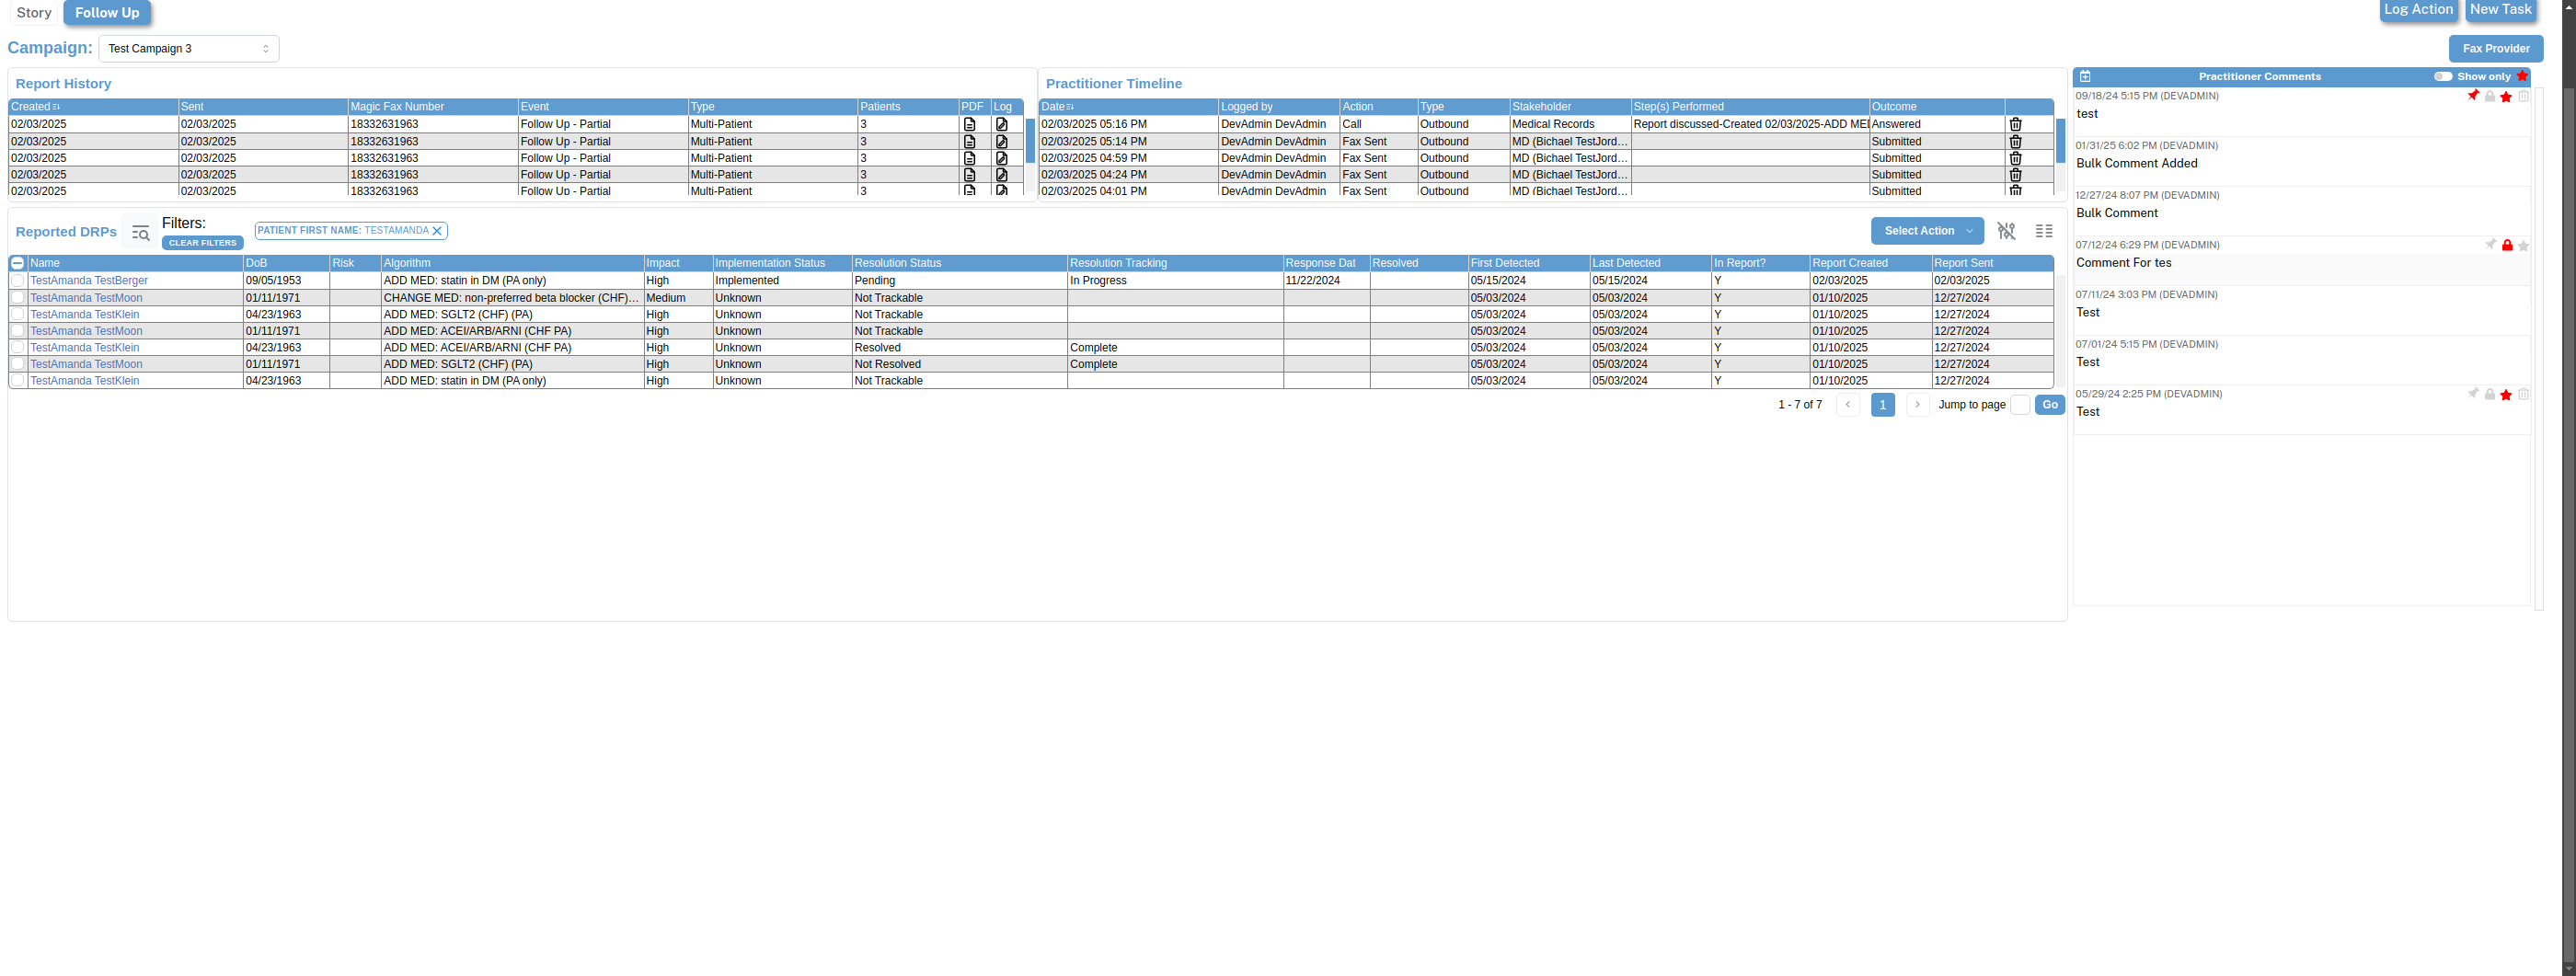 Story Follow Up Log Action New Task
Campaign: Test Campaign 3 Fax Provider
Report History
Created Sent Magic Fax Number Event Type Patients PDF Log
02/03/2025 02/03/2025 18332631963 Follow Up - Partial Multi-Patient 3
02/03/2025 02/03/2025 18332631963 Follow Up - Partial Multi-Patient 3
02/03/2025 02/03/2025 18332631963 Follow Up - Partial Multi-Patient 3
02/03/2025 02/03/2025 18332631963 Follow Up - Partial Multi-Patient 3
02/03/2025 02/03/2025 18332631963 Follow Up - Partial Multi-Patient 3
Practitioner Timeline
Date Logged by Action Type Stakeholder Step(s) Performed Outcome
02/03/2025 05:16 PM DevAdmin DevAdmin Call Outbound Medical Records Report discussed-Created 02/03/2025-ADD MEI Answered
02/03/2025 05:14 PM DevAdmin DevAdmin Fax Sent Outbound MD (Bichael TestJord... Submitted
02/03/2025 04:59 PM DevAdmin DevAdmin Fax Sent Outbound MD (Bichael TestJord... Submitted
02/03/2025 04:24 PM DevAdmin DevAdmin Fax Sent Outbound MD (Bichael TestJord... Submitted
02/03/2025 04:01 PM DevAdmin DevAdmin Fax Sent Outbound MD (Bichael TestJord... Submitted
Reported DRPs Filters: PATIENT FIRST NAME: TESTAMANDA Select Action
CLEAR FILTERS
Name DoB Risk Algorithm Impact Implementation Status Resolution Status Resolution Tracking Response Dat Resolved First Detected Last Detected In Report? Report Created Report Sent
TestAmanda TestBerger 09/05/1953 ADD MED: statin in DM (PA only) High Implemented Pending In Progress 11/22/2024 05/15/2024 05/15/2024 Y 02/03/2025 02/03/2025
TestAmanda TestMoon 01/11/1971 CHANGE MED: non-preferred beta blocker (CHF)... Medium Unknown Not Trackable 05/03/2024 05/03/2024 Y 01/10/2025 12/27/2024
TestAmanda TestKlein 04/23/1963 ADD MED: SGLT2 (CHF) (PA) High Unknown Not Trackable 05/03/2024 05/03/2024 Y 01/10/2025 12/27/2024
TestAmanda TestMoon 01/11/1971 ADD MED: ACEI/ARB/ARNI (CHF PA) High Unknown Not Trackable 05/03/2024 05/03/2024 Y 01/10/2025 12/27/2024
TestAmanda TestKlein 04/23/1963 ADD MED: ACEI/ARB/ARNI (CHF PA) High Unknown Resolved Complete 05/03/2024 05/03/2024 Y 01/10/2025 12/27/2024
TestAmanda TestMoon 01/11/1971 ADD MED: SGLT2 (CHF) (PA) High Unknown Not Resolved Complete 05/03/2024 05/03/2024 Y 01/10/2025 12/27/2024
TestAmanda TestKlein 04/23/1963 ADD MED: statin in DM (PA only) High Unknown Not Trackable 05/03/2024 05/03/2024 Y 01/10/2025 12/27/2024
1 - 7 of 7 1 Jump to page Go
Practitioner Comments Show only
09/18/24 5:15 PM (DEVADMIN)
test
01/31/25 6:02 PM (DEVADMIN)
Bulk Comment Added
12/27/24 8:07 PM (DEVADMIN)
Bulk Comment
07/12/24 6:29 PM (DEVADMIN)
Comment For tes
07/11/24 3:03 PM (DEVADMIN)
Test
07/01/24 5:15 PM (DEVADMIN)
Test
05/29/24 2:25 PM (DEVADMIN)
Test